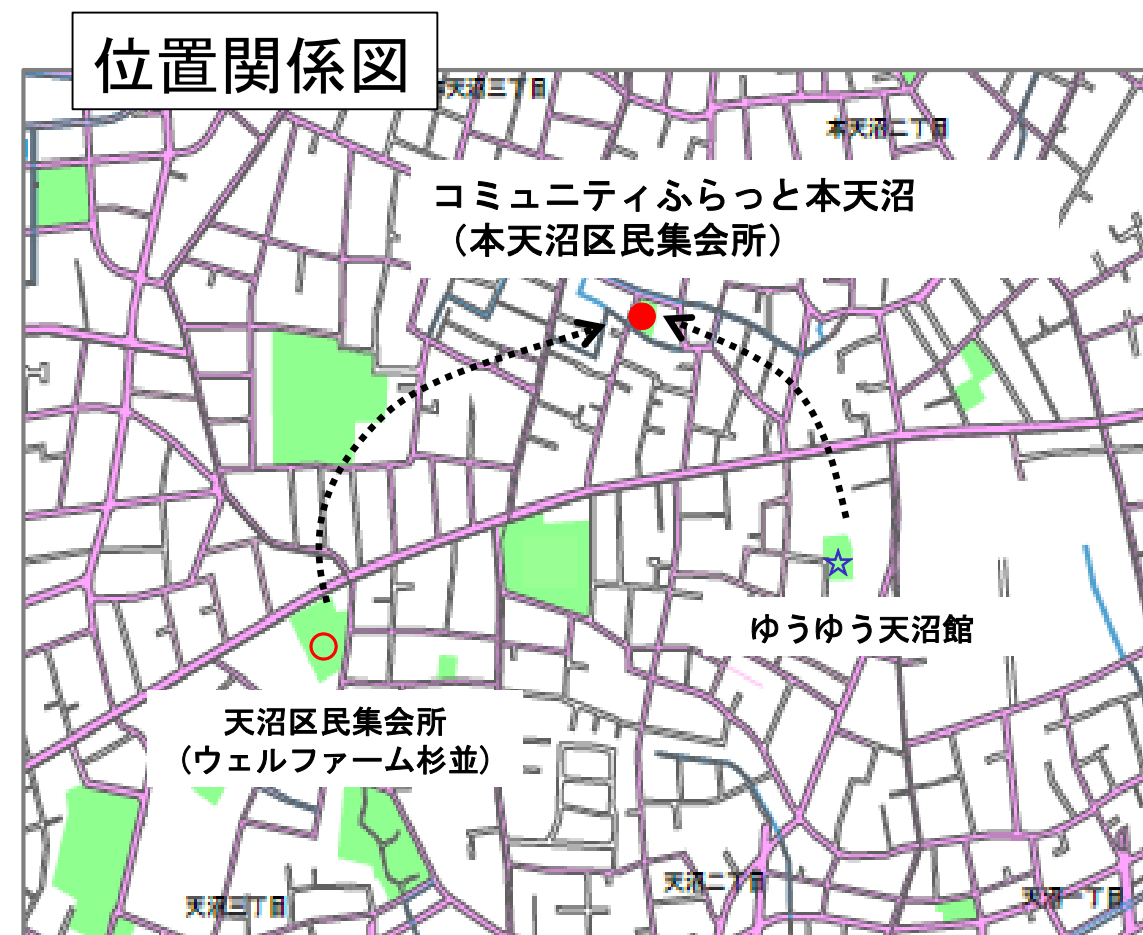 位置関係図
天沼三丁目
本天沼二丁目
コミュニティふらっと本天沼
（本天沼区民集会所）
ゆうゆう天沼館
天沼区民集会所
（ウェルファーム杉並）
天沼三丁目
天沼二丁目
天沼一丁目